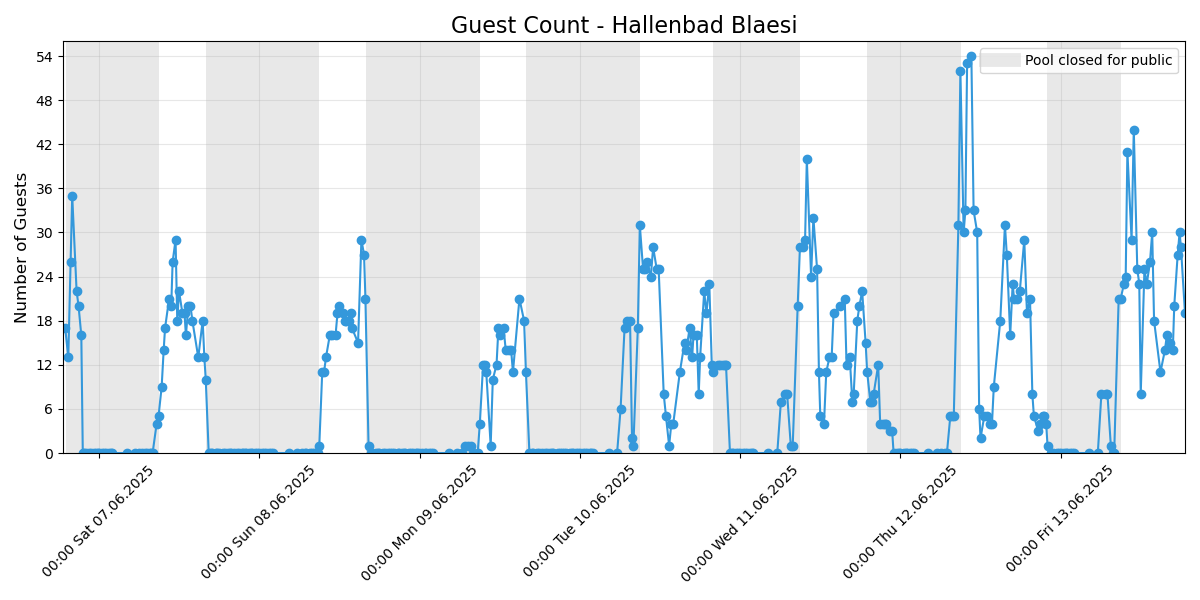 Guest Count - Hallenbad Blaesi
Pool closed for public
Number of Guests
54
48
42
36
30
24
18
12
6
0
00:00 Sat 07.06.2025
00:00 Sun 08.06.2025
00:00 Mon 09.06.2025
00:00 Tue 10.06.2025
00:00 Wed 11.06.2025
00:00 Thu 12.06.2025
00:00 Fri 13.06.2025